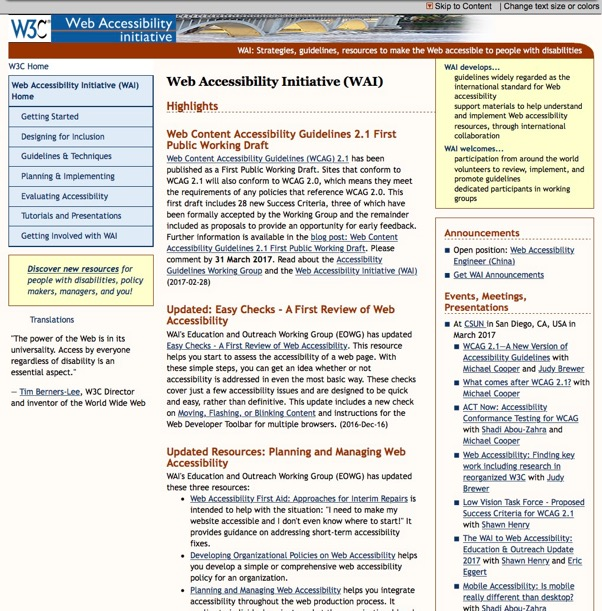 Skip to Content | Change text size or colors
W3C® Web Accessibility
initiative
WAI: Strategies, guidelines, resources to make the Web accessible to people with disabilities
W3C Home
Web Accessibility Initiative (WAI)
Home
Getting Started
Designing for Inclusion
Guidelines & Techniques
Planning & Implementing
Evaluating Accessibility
Tutorials and Presentations
Getting Involved with WAI
Discover new resources for
people with disabilities, policy
makers, managers, and you!
Translations
"The power of the Web is in its
universality. Access by everyone
regardless of disability is an
essential aspect."
— Tim Berners-Lee, W3C Director
and inventor of the World Wide Web
Web Accessibility Initiative (WAI)
Highlights
Web Content Accessibility Guidelines 2.1 First
Public Working Draft
Web Content Accessibility Guidelines (WCAG) 2.1 has been
published as a First Public Working Draft. Sites that conform to
WCAG 2.1 will also conform to WCAG 2.0, which means they meet
the requirements of any policies that reference WCAG 2.0. This
first draft includes 28 new Success Criteria, three of which have
been formally accepted by the Working Group and the remainder
included as proposals to provide an opportunity for early feedback.
Further information is available in the blog post: Web Content
Accessibility Guidelines 2.1 First Public Working Draft. Please
comment by 31 March 2017. Read about the Accessibility
Guidelines Working Group and the Web Accessibility Initiative (WAI)
(2017-02-28)
Updated: Easy Checks - A First Review of Web
Accessibility
WAI's Education and Outreach Working Group (EOWG) has updated
Easy Checks - A First Review of Web Accessibility. This resource
helps you start to assess the accessibility of a web page. With
these simple steps, you can get an idea whether or not
accessibility is addressed in even the most basic way. These checks
cover just a few accessibility issues and are designed to be quick
and easy, rather than definitive. This update includes a new check
on Moving, Flashing, or Blinking Content and instructions for the
Web Developer Toolbar for multiple browsers. (2016-Dec-16)
Updated Resources: Planning and Managing Web
Accessibility
WAI's Education and Outreach Working Group (EOWG) has updated
these three resources:
• Web Accessibility First Aid: Approaches for Interim Repairs is
intended to help with the situation: "I need to make my
website accessible and I don't even know where to start!" It
provides guidance on addressing short-term accessibility
fixes.
• Developing Organizational Policies on Web Accessibility helps
you develop a simple or comprehensive web accessibility
policy for an organization.
• Planning and Managing Web Accessibility helps you integrate
accessibility throughout the web production process. It
WAI develops...
guidelines widely regarded as the
international standard for Web
accessibility
support materials to help understand
and implement Web accessibility
resources, through international
collaboration
WAI welcomes...
participation from around the world
volunteers to review, implement, and
promote guidelines
dedicated participants in working
groups
Announcements
Open position: Web Accessibility
Engineer (China)
Get WAI Announcements
Events, Meetings,
Presentations
At CSUN in San Diego, CA, USA in
March 2017
WCAG 2.1—A New Version of
Accessibility Guidelines with
Michael Cooper and Judy Brewer
What comes after WCAG 2.1? with
Michael Cooper
ACT Now: Accessibility
Conformance Testing for WCAG
with Shadi Abou-Zahra and
Michael Cooper
Web Accessibility: Finding key
work including research in
reorganized W3C with Judy
Brewer
Low Vision Task Force - Proposed
Success Criteria for WCAG 2.1
with Shawn Henry
The WAI to Web Accessibility:
Education & Outreach Update
2017 with Shawn Henry and Eric
Eggert
Mobile Accessibility: Is mobile
really different than desktop?
with Shadi Abou-Zahra